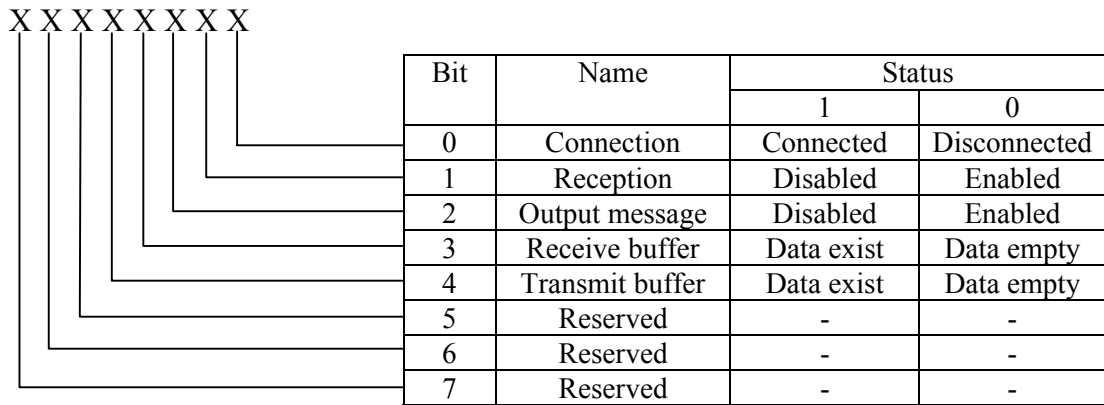 X X X X X X X X
Bit Name Status
1 0
0 Connection Connected Disconnected
1 Reception Disabled Enabled
2 Output message Disabled Enabled
3 Receive buffer Data exist Data empty
4 Transmit buffer Data exist Data empty
5 Reserved - -
6 Reserved - -
7 Reserved - -